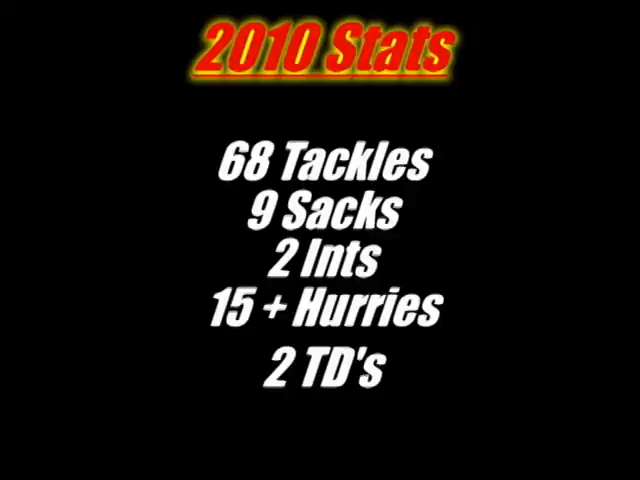 2010 Stats
68 Tackles
9 Sacks
2 Ints
15 + Hurries
2 TD's